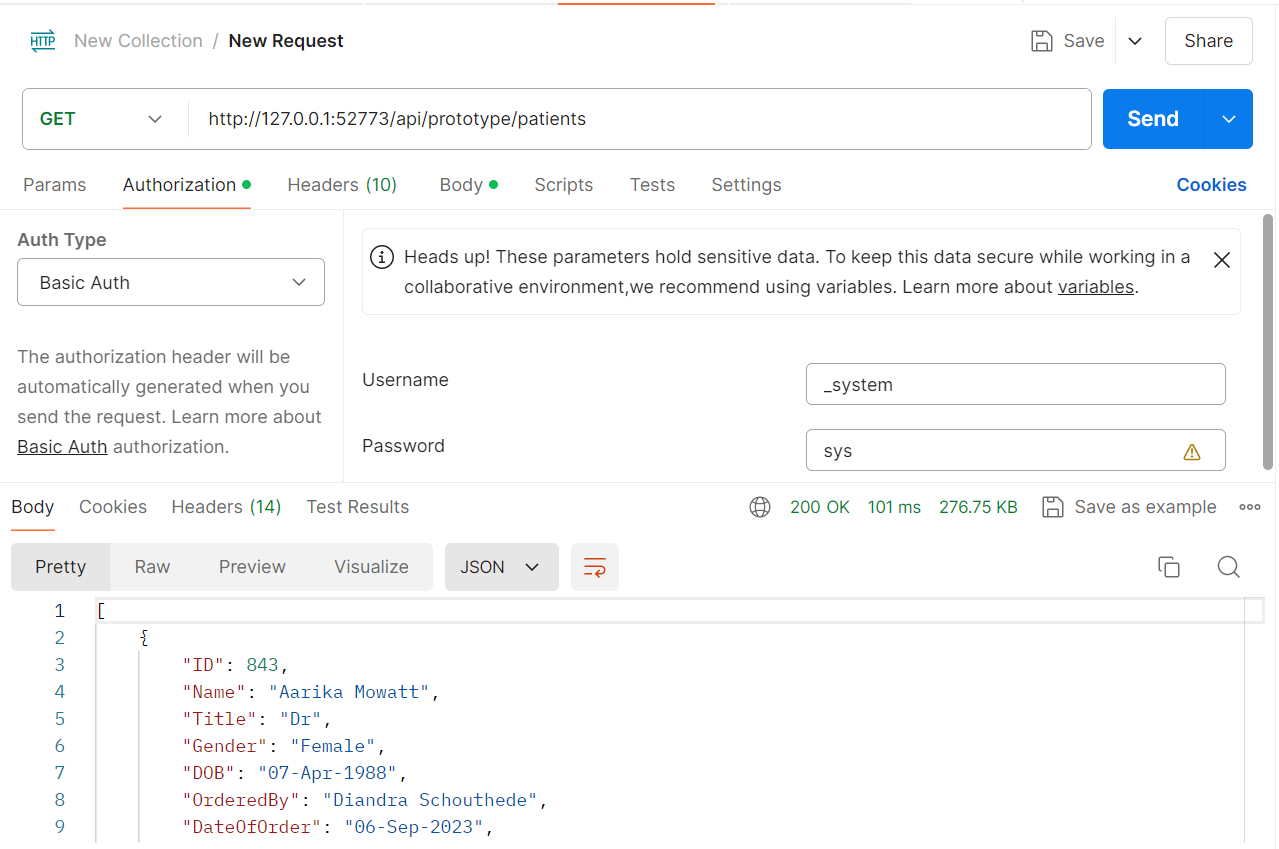 HTTP New Collection / New Request Save Share
GET http://127.0.0.1:52773/api/prototype/patients Send
Params Authorization Headers (10) Body Scripts Tests Settings Cookies
Auth Type
Basic Auth
The authorization header will be
automatically generated when you
send the request. Learn more about
Basic Auth authorization.
Heads up! These parameters hold sensitive data. To keep this data secure while working in a
collaborative environment,we recommend using variables. Learn more about variables.
Username _system
Password sys
Body Cookies Headers (14) Test Results 200 OK 101 ms 276.75 KB Save as example
Pretty Raw Preview Visualize JSON
1 [
2 {
3 "ID": 843,
4 "Name": "Aarika Mowatt",
5 "Title": "Dr",
6 "Gender": "Female",
7 "DOB": "07-Apr-1988",
8 "OrderedBy": "Diandra Schouthede",
9 "DateOfOrder": "06-Sep-2023",